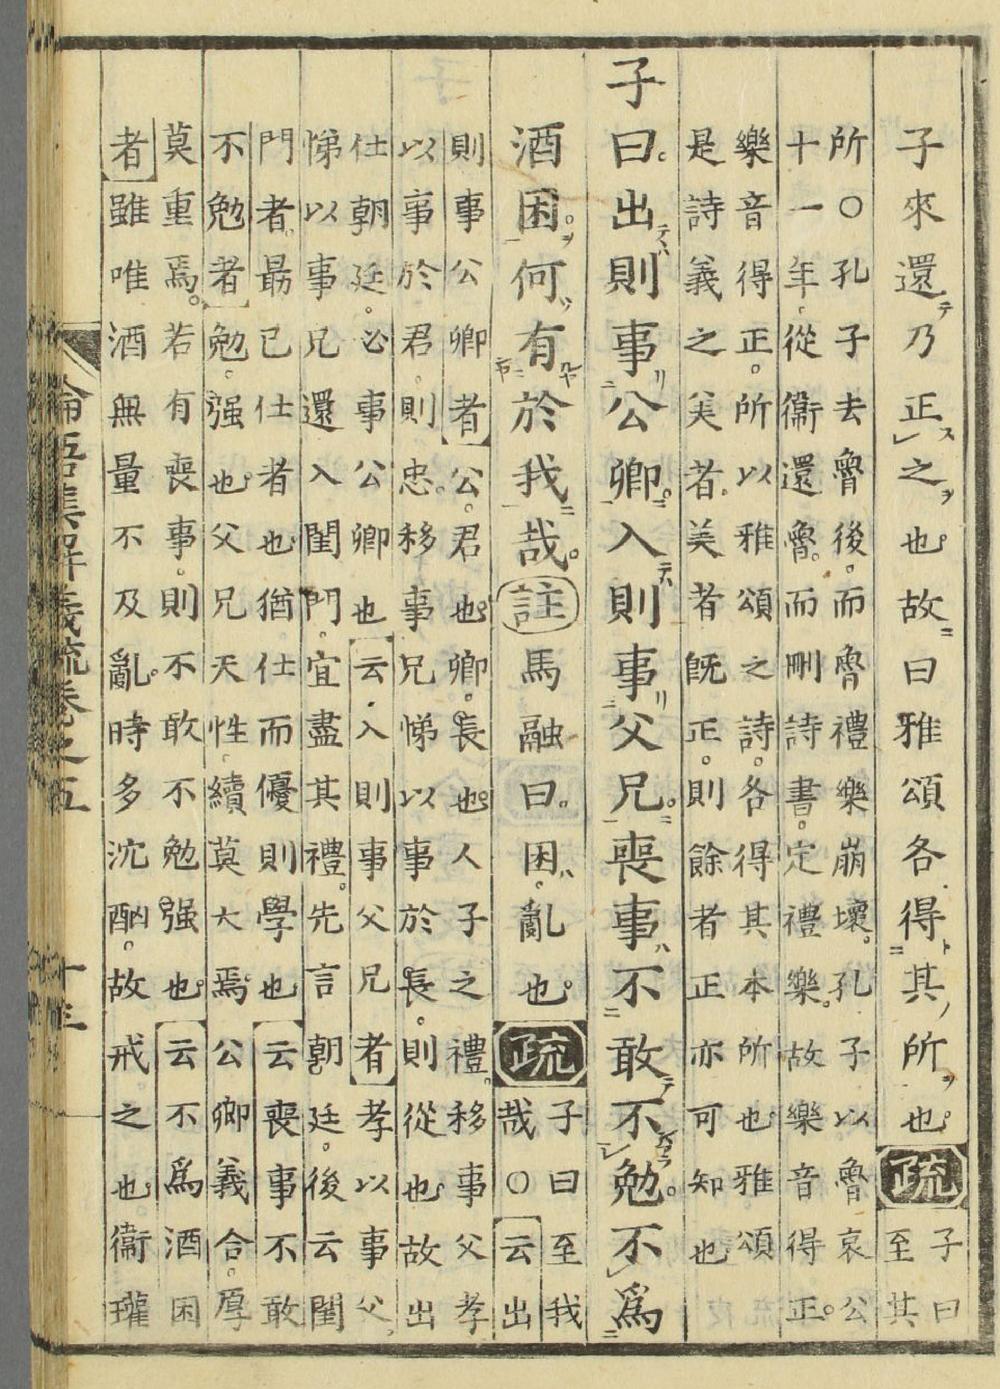 子來還乃正之也故曰雅頌各得其所也疏子曰
至其
所○孔子去魯後而魯禮樂崩壞孔子以魯哀公
十一年從衞還魯而刪詩書定禮樂故樂音得正
樂音得正所以雅頌之詩各得其本所也雅頌
是詩義之美者美者既正則餘者正亦可知也
子曰出則事公卿入則事父兄喪事不敢不勉不爲
酒困何有於我哉註馬融曰困亂也疏子曰至我
哉○云出
則事公卿者公君也卿長也人子之禮移事父孝
以事於君則忠移事兄悌以事於長則從也故出
仕朝廷必事公卿也云入則事父兄者孝以事父
悌以事兄還入閨門宜盡其禮先言朝廷後云閨
門者勗已仕者也猶仕而優則學也云喪事不敢
不勉者勉强也父兄天性續莫大焉公卿義合厚
莫重焉若有喪事則不敢不勉强也云不爲酒困
者雖唯酒無量不及亂時多沈酗故戒之也衞瓘
論語集解義疏卷之五 十三